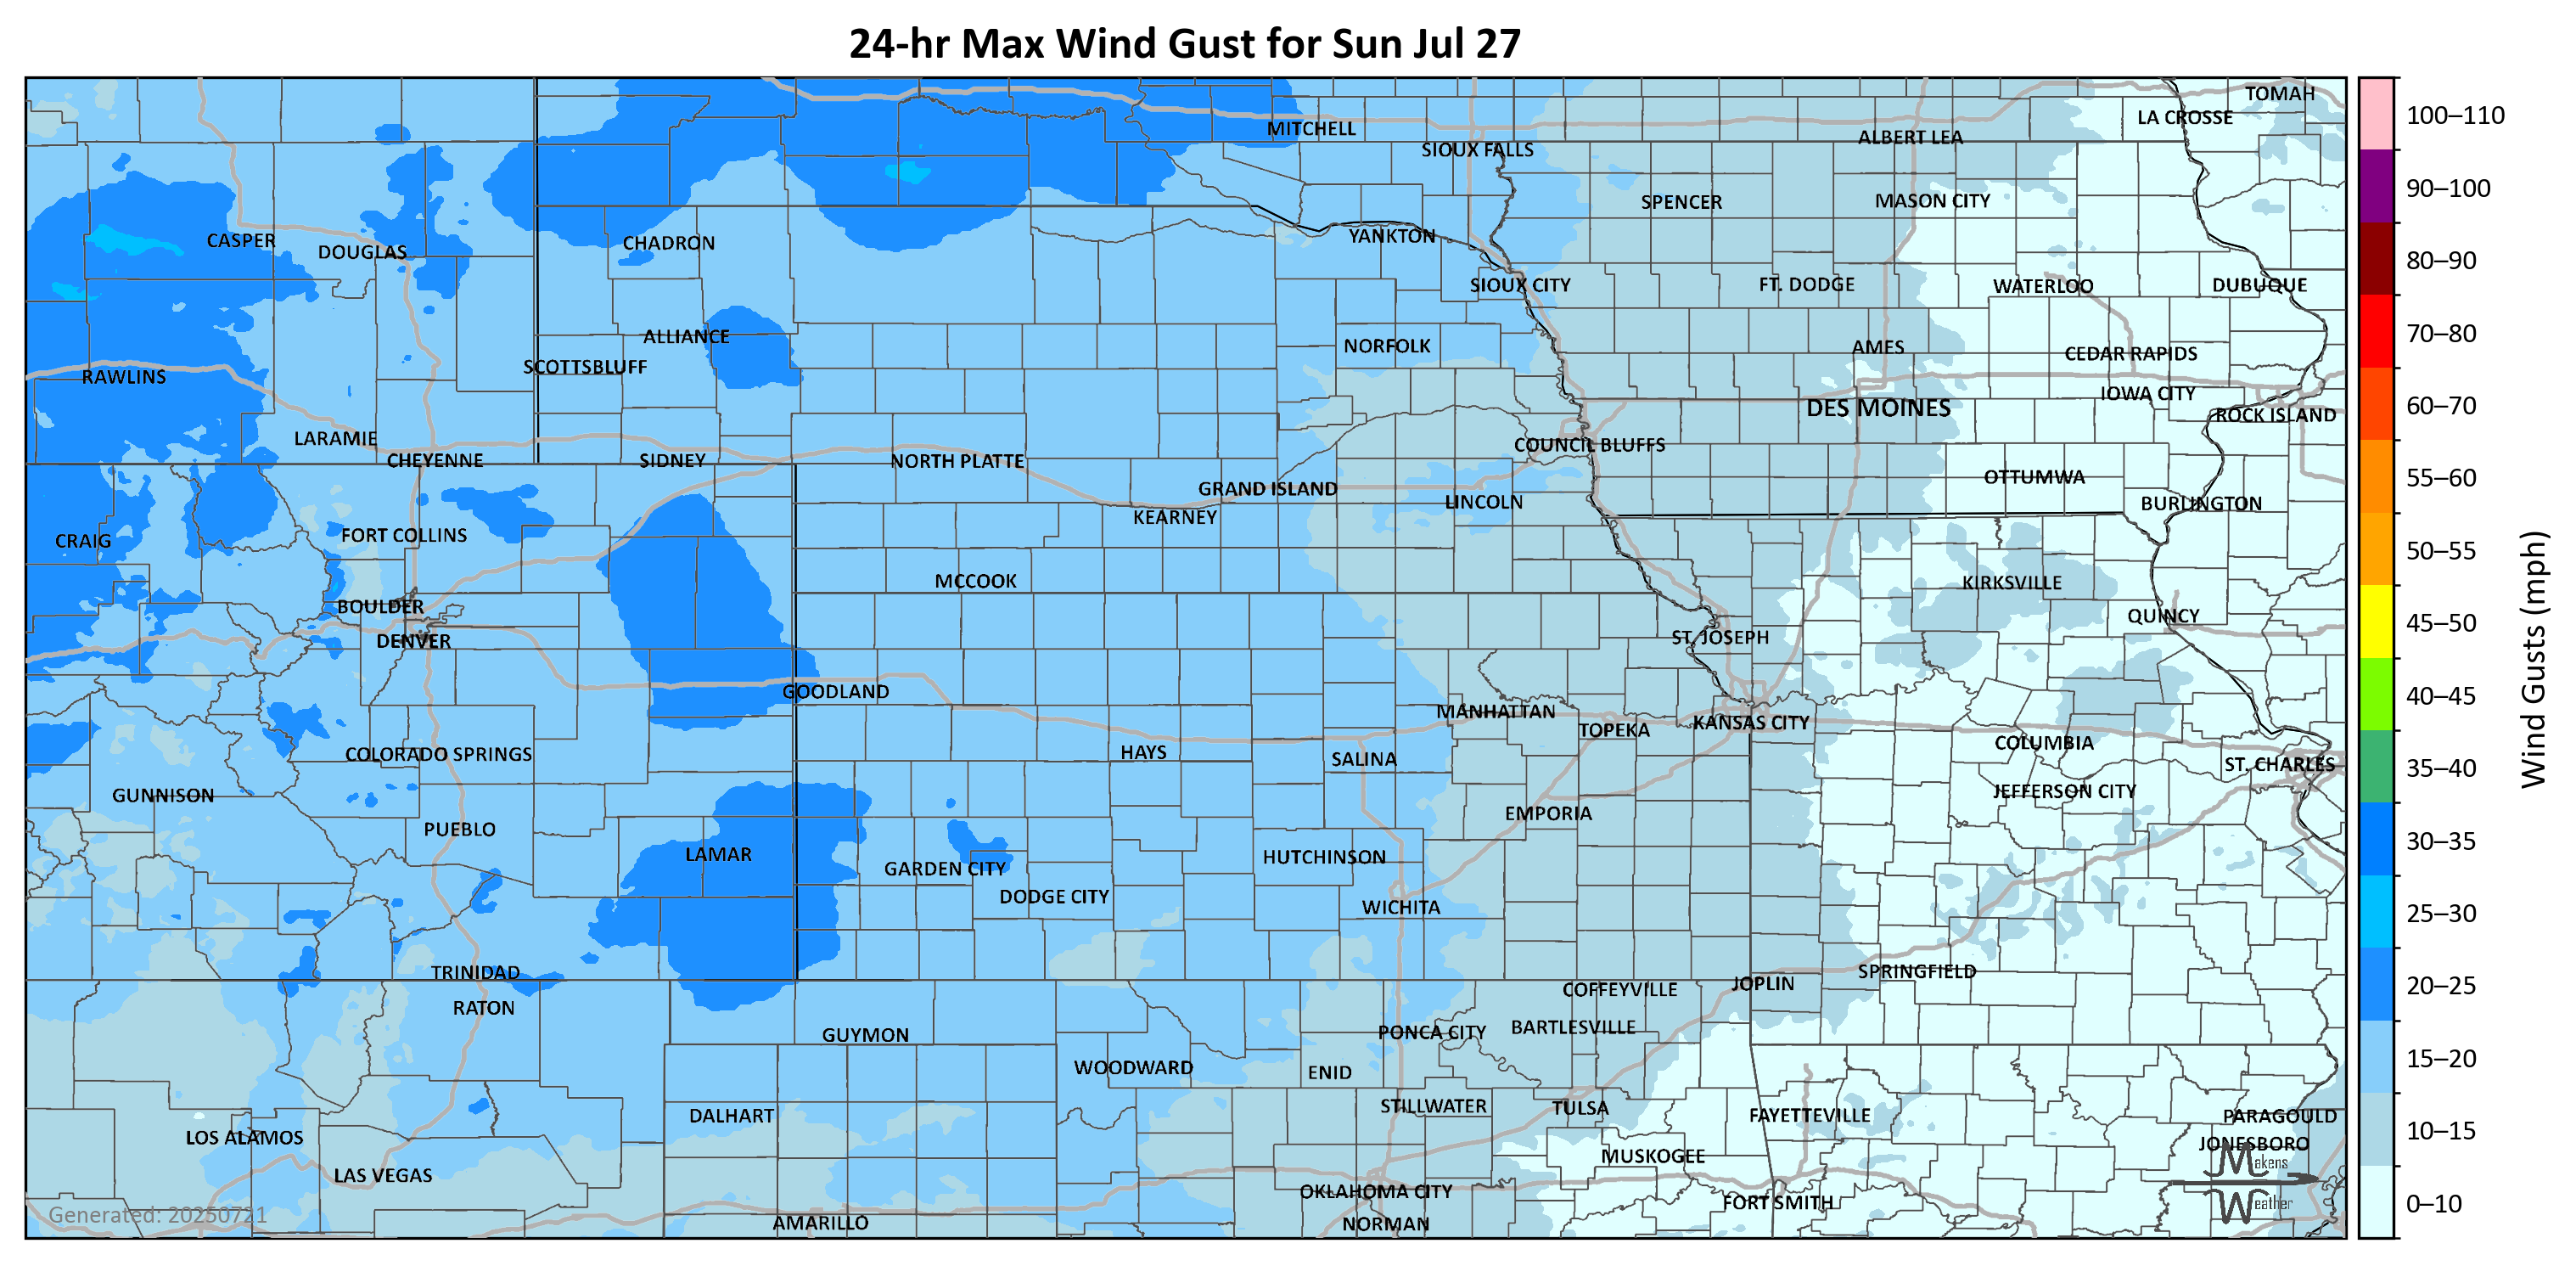 24-hr Max Wind Gust for Sun Jul 27
TOMAH
LA CROSSE
MITCHELL
ALBERT LEA
SIOUX FALLS
SPENCER
MASON CITY
CASPER
CHADRON
YANKTON
DOUGLAS
SIOUX CITY
FT. DODGE
WATERLOO
DUBUQUE
ALLIANCE
NORFOLK
AMES
CEDAR RAPIDS
SCOTTSBLUFF
RAWLINS
IOWA CITY
DES MOINES
ROCK ISLAND
LARAMIE
COUNCIL BLUFFS
CHEYENNE
SIDNEY
NORTH PLATTE
OTTUMWA
GRAND ISLAND
LINCOLN
BURLINGTON
KEARNEY
FORT COLLINS
CRAIG
MCCOOK
KIRKSVILLE
BOULDER
QUINCY
DENVER
ST. JOSEPH
GOODLAND
MANHATTAN
KANSAS CITY
TOPEKA
COLUMBIA
COLORADO SPRINGS
HAYS
SALINA
ST. CHARLES
GUNNISON
JEFFERSON CITY
EMPORIA
PUEBLO
LAMAR
HUTCHINSON
GARDEN CITY
DODGE CITY
WICHITA
TRINIDAD
SPRINGFIELD
JOPLIN
COFFEYVILLE
RATON
GUYMON
PONCA CITY
BARTLESVILLE
WOODWARD
ENID
STILLWATER
TULSA
DALHART
FAYETTEVILLE
PARAGOULD
LOS ALAMOS
JONESBORO
MUSKOGEE
LAS VEGAS
OKLAHOMA CITY
FORT SMITH
AMARILLO
NORMAN
Makens
Weather
Generated: 20250721
100–110
90–100
80–90
70–80
60–70
55–60
50–55
45–50
40–45
35–40
30–35
25–30
20–25
15–20
10–15
0–10
Wind Gusts (mph)